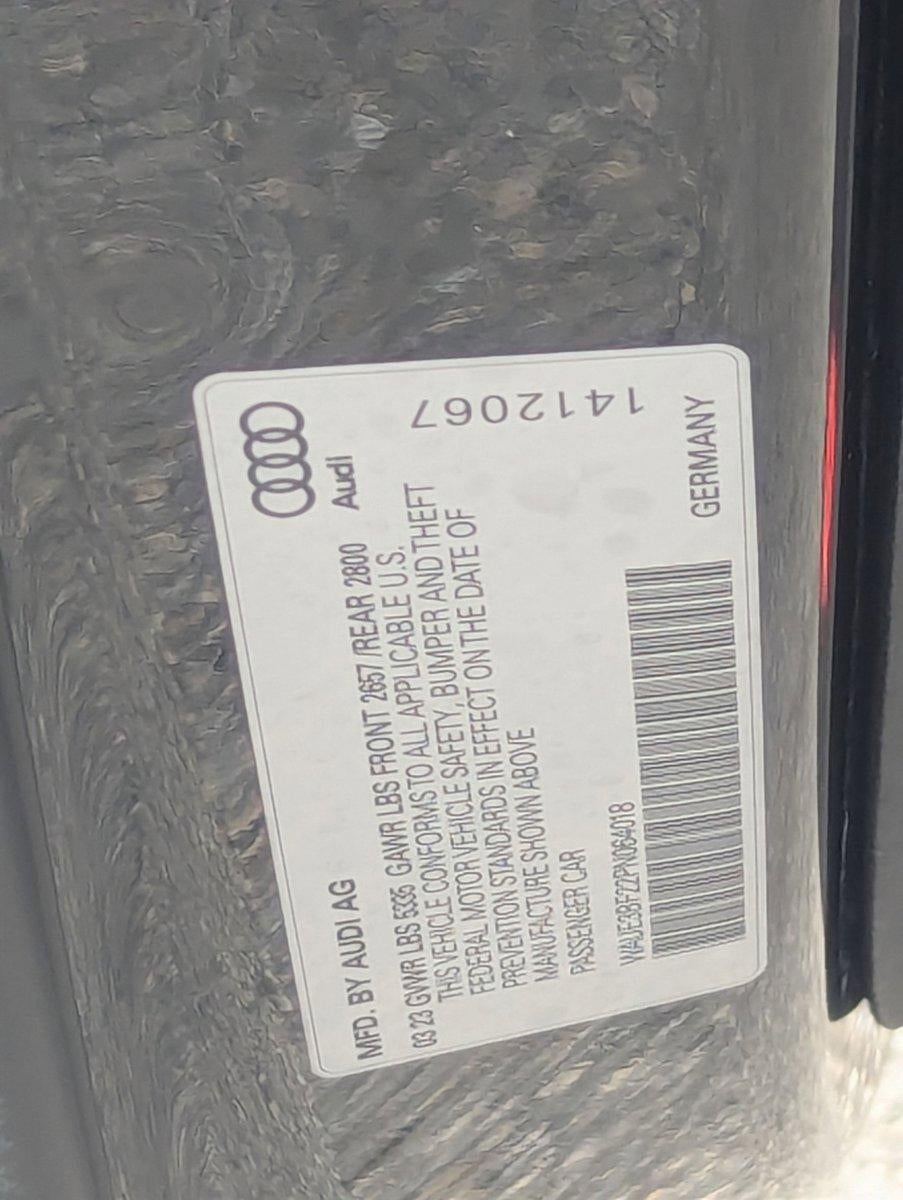 Audi
MFD. BY AUDI AG
03 23 GVWR LBS 5335 GAWR LBS FRONT 2657 /REAR 2800
THIS VEHICLE CONFORMS TO ALL APPLICABLE U.S.
FEDERAL MOTOR VEHICLE SAFETY, BUMPER AND THEFT
PREVENTION STANDARDS IN EFFECT ON THE DATE OF
MANUFACTURE SHOWN ABOVE
PASSENGER CAR
1412067
GERMANY